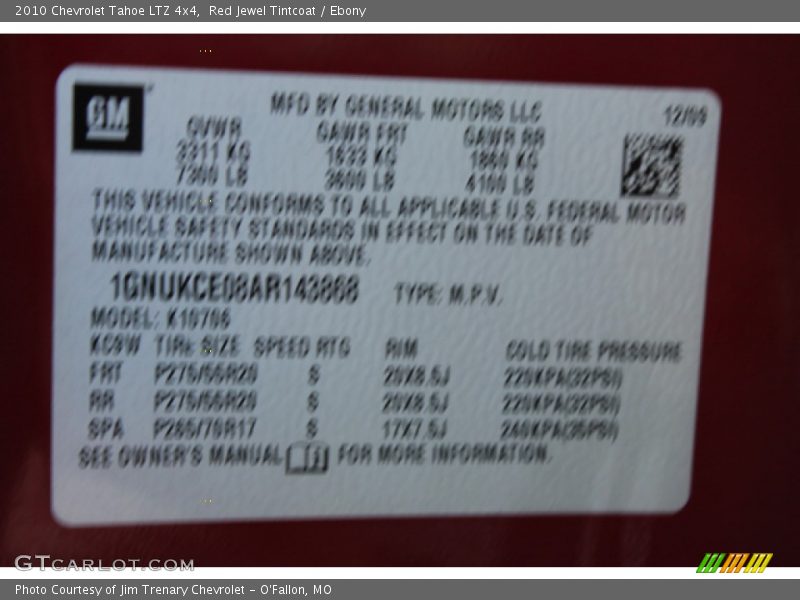 2010 Chevrolet Tahoe LTZ 4x4, Red Jewel Tintcoat / Ebony
GM
MFD BY GENERAL MOTORS LLC
12/09
GVWR GAWR FRT GAWR RR
3311 KG 1633 KG 1860 KG
7300 LB 3600 LB 4100 LB
THIS VEHICLE CONFORMS TO ALL APPLICABLE U.S. FEDERAL MOTOR
VEHICLE SAFETY STANDARDS IN EFFECT ON THE DATE OF
MANUFACTURE SHOWN ABOVE.
TYPE: M.P.V.
MODEL: K10706
TIRE SIZE SPEED RTG RIM COLD TIRE PRESSURE
FRT P275/55R20 S 20X8.5J 220KPA(32PSI)
RR P275/55R20 S 20X8.5J 220KPA(32PSI)
SPA P265/70R17 S 17X7.5J 240KPA(35PSI)
SEE OWNER'S MANUAL FOR MORE INFORMATION.
GTCARLOT.COM
Photo Courtesy of Jim Trenary Chevrolet - O'Fallon, MO